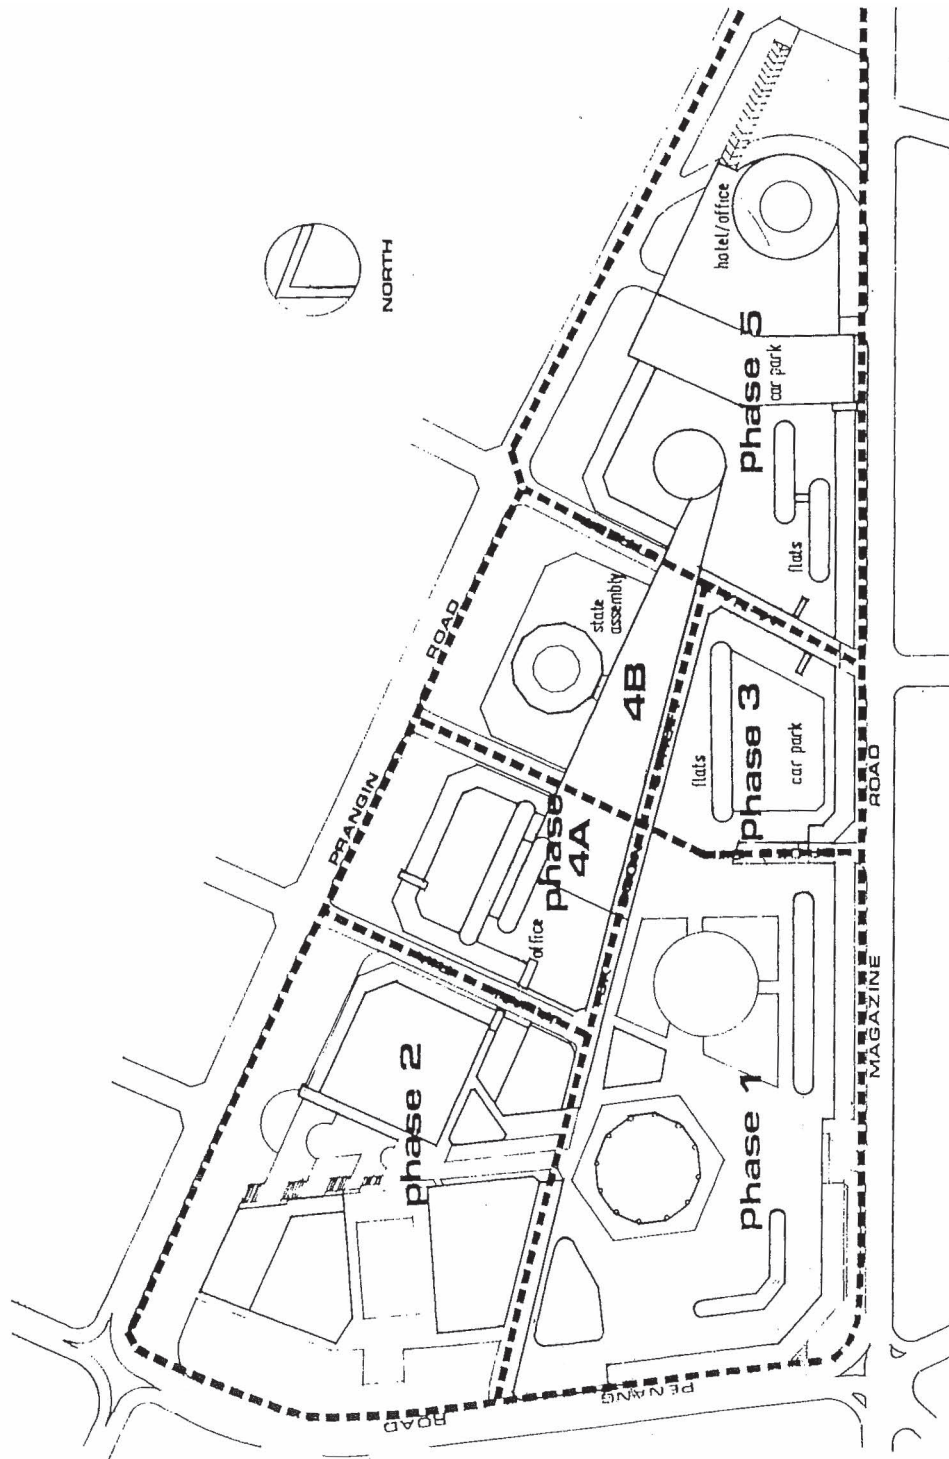 NORTH
hotel/office
Phase 5
car park
flats
PRANGIN
ROAD
state
assembly
4B
flats
Phase 3
car park
phase
4A
office
MAGAZINE
ROAD
phase 2
Phase 1
PENANG
ROAD